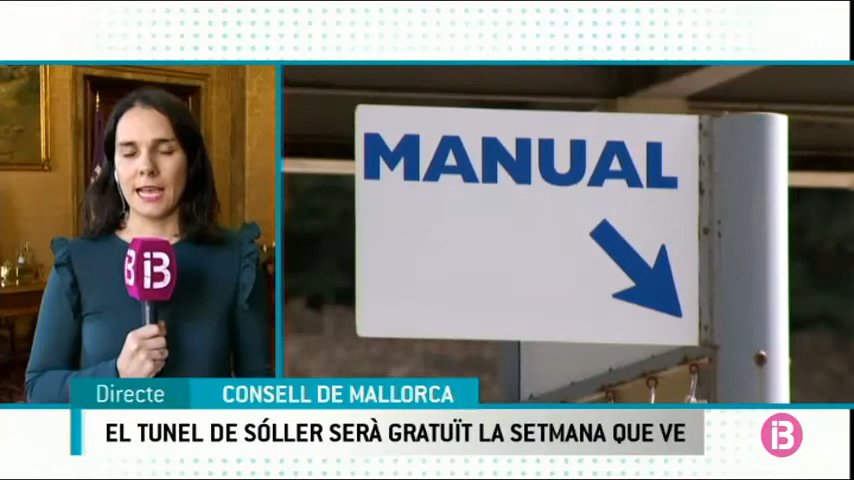 MANUAL
B iB
Directe
CONSELL DE MALLORCA
EL TUNEL DE SÓLLER SERÀ GRATUÏT LA SETMANA QUE VE
iB